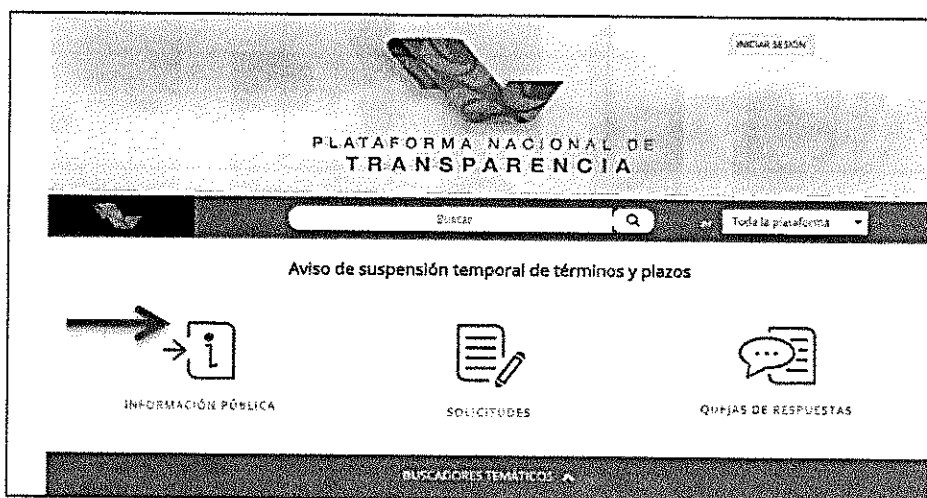 INICIAR SESIÓN
PLATAFORMA NACIONAL DE
TRANSPARENCIA
Buscar
Toda la plataforma
Aviso de suspensión temporal de términos y plazos
INFORMACIÓN PÚBLICA
SOLICITUDES
QUEJAS DE RESPUESTAS
BUSCADORES TEMÁTICOS